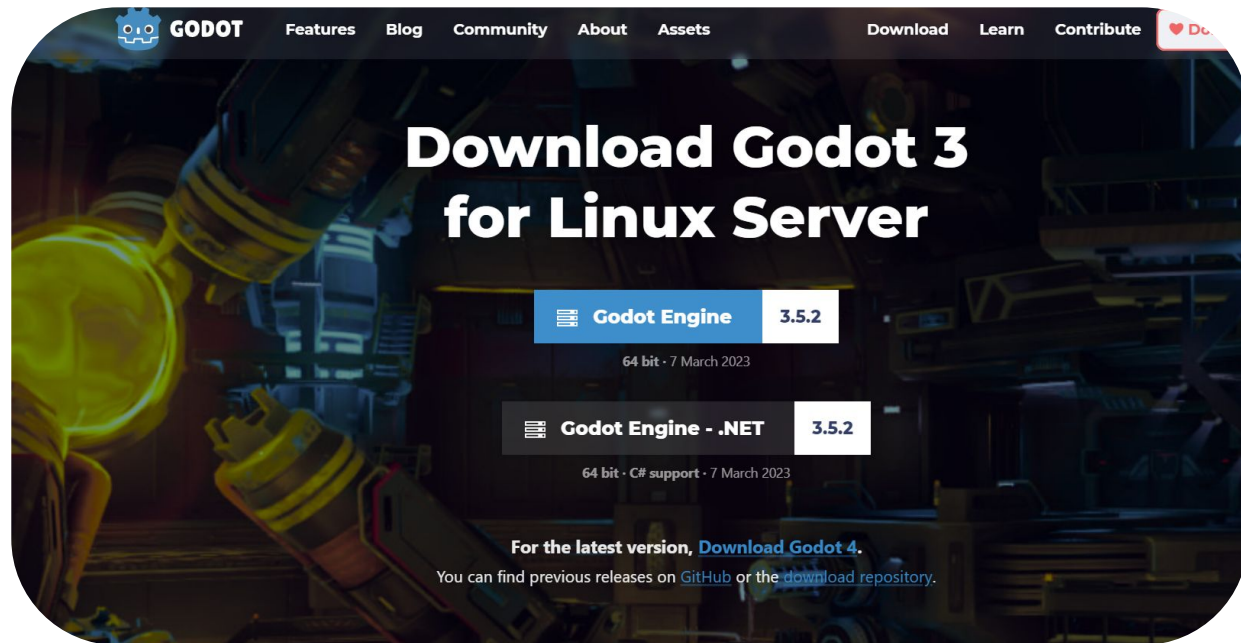 GODOT Features Blog Community About Assets Download Learn Contribute
Download Godot 3
for Linux Server
Godot Engine 3.5.2
64 bit · 7 March 2023
Godot Engine - .NET 3.5.2
64 bit · C# support · 7 March 2023
For the latest version, Download Godot 4.
You can find previous releases on GitHub or the download repository.